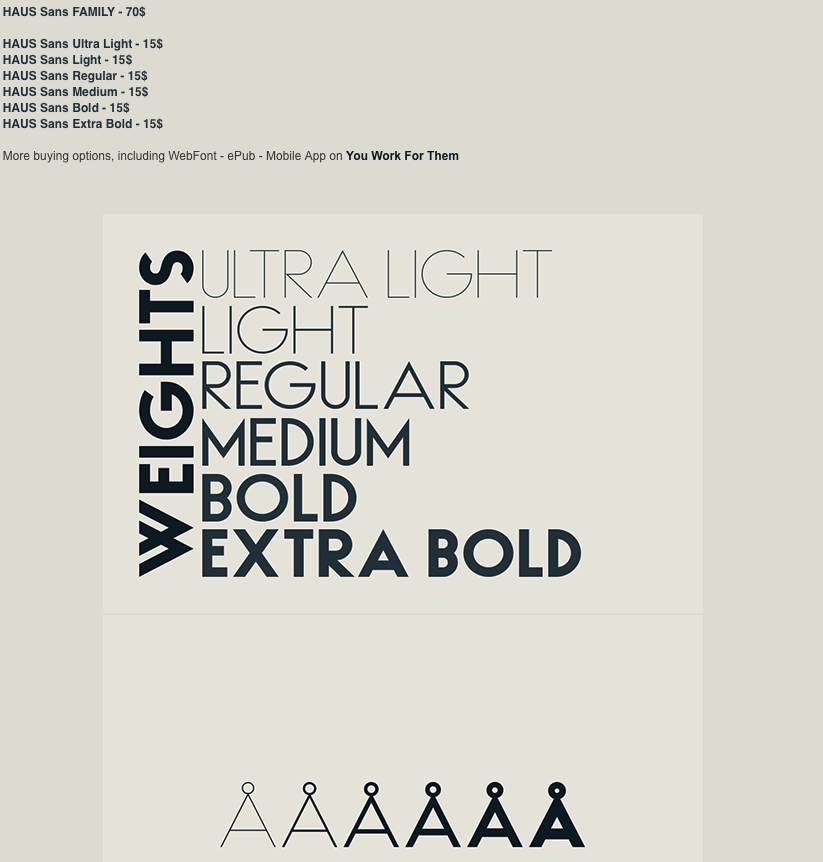 HAUS Sans FAMILY - 70$
HAUS Sans Ultra Light - 15$
HAUS Sans Light - 15$
HAUS Sans Regular - 15$
HAUS Sans Medium - 15$
HAUS Sans Bold - 15$
HAUS Sans Extra Bold - 15$
More buying options, including WebFont - ePub - Mobile App on You Work For Them
WEIGHTS
ULTRA LIGHT
LIGHT
REGULAR
MEDIUM
BOLD
EXTRA BOLD
ÅÅÅÅÅÅ